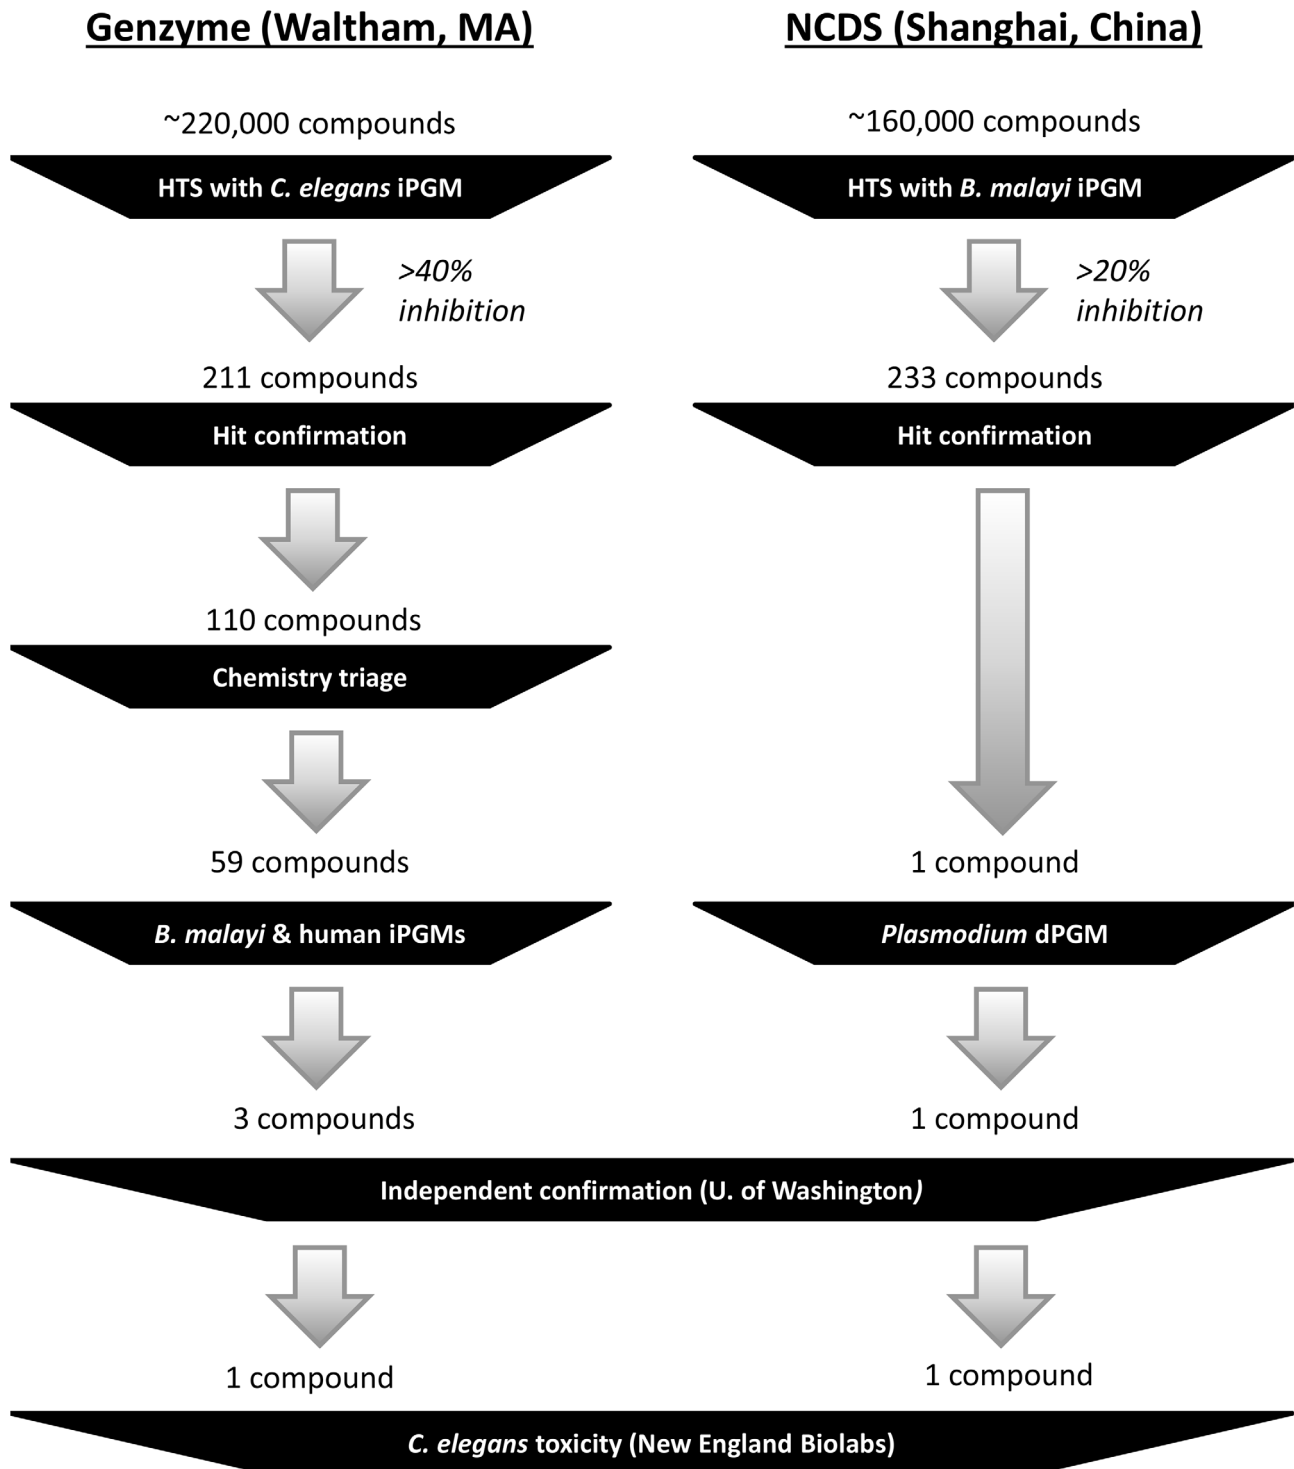 Genzyme (Waltham, MA)
~220,000 compounds
HTS with C. elegans iPGM
>40%
inhibition
211 compounds
Hit confirmation
110 compounds
Chemistry triage
59 compounds
B. malayi & human iPGMs
3 compounds
NCDS (Shanghai, China)
~160,000 compounds
HTS with B. malayi iPGM
>20%
inhibition
233 compounds
Hit confirmation
1 compound
Plasmodium dPGM
1 compound
Independent confirmation (U. of Washington)
1 compound
1 compound
C. elegans toxicity (New England Biolabs)